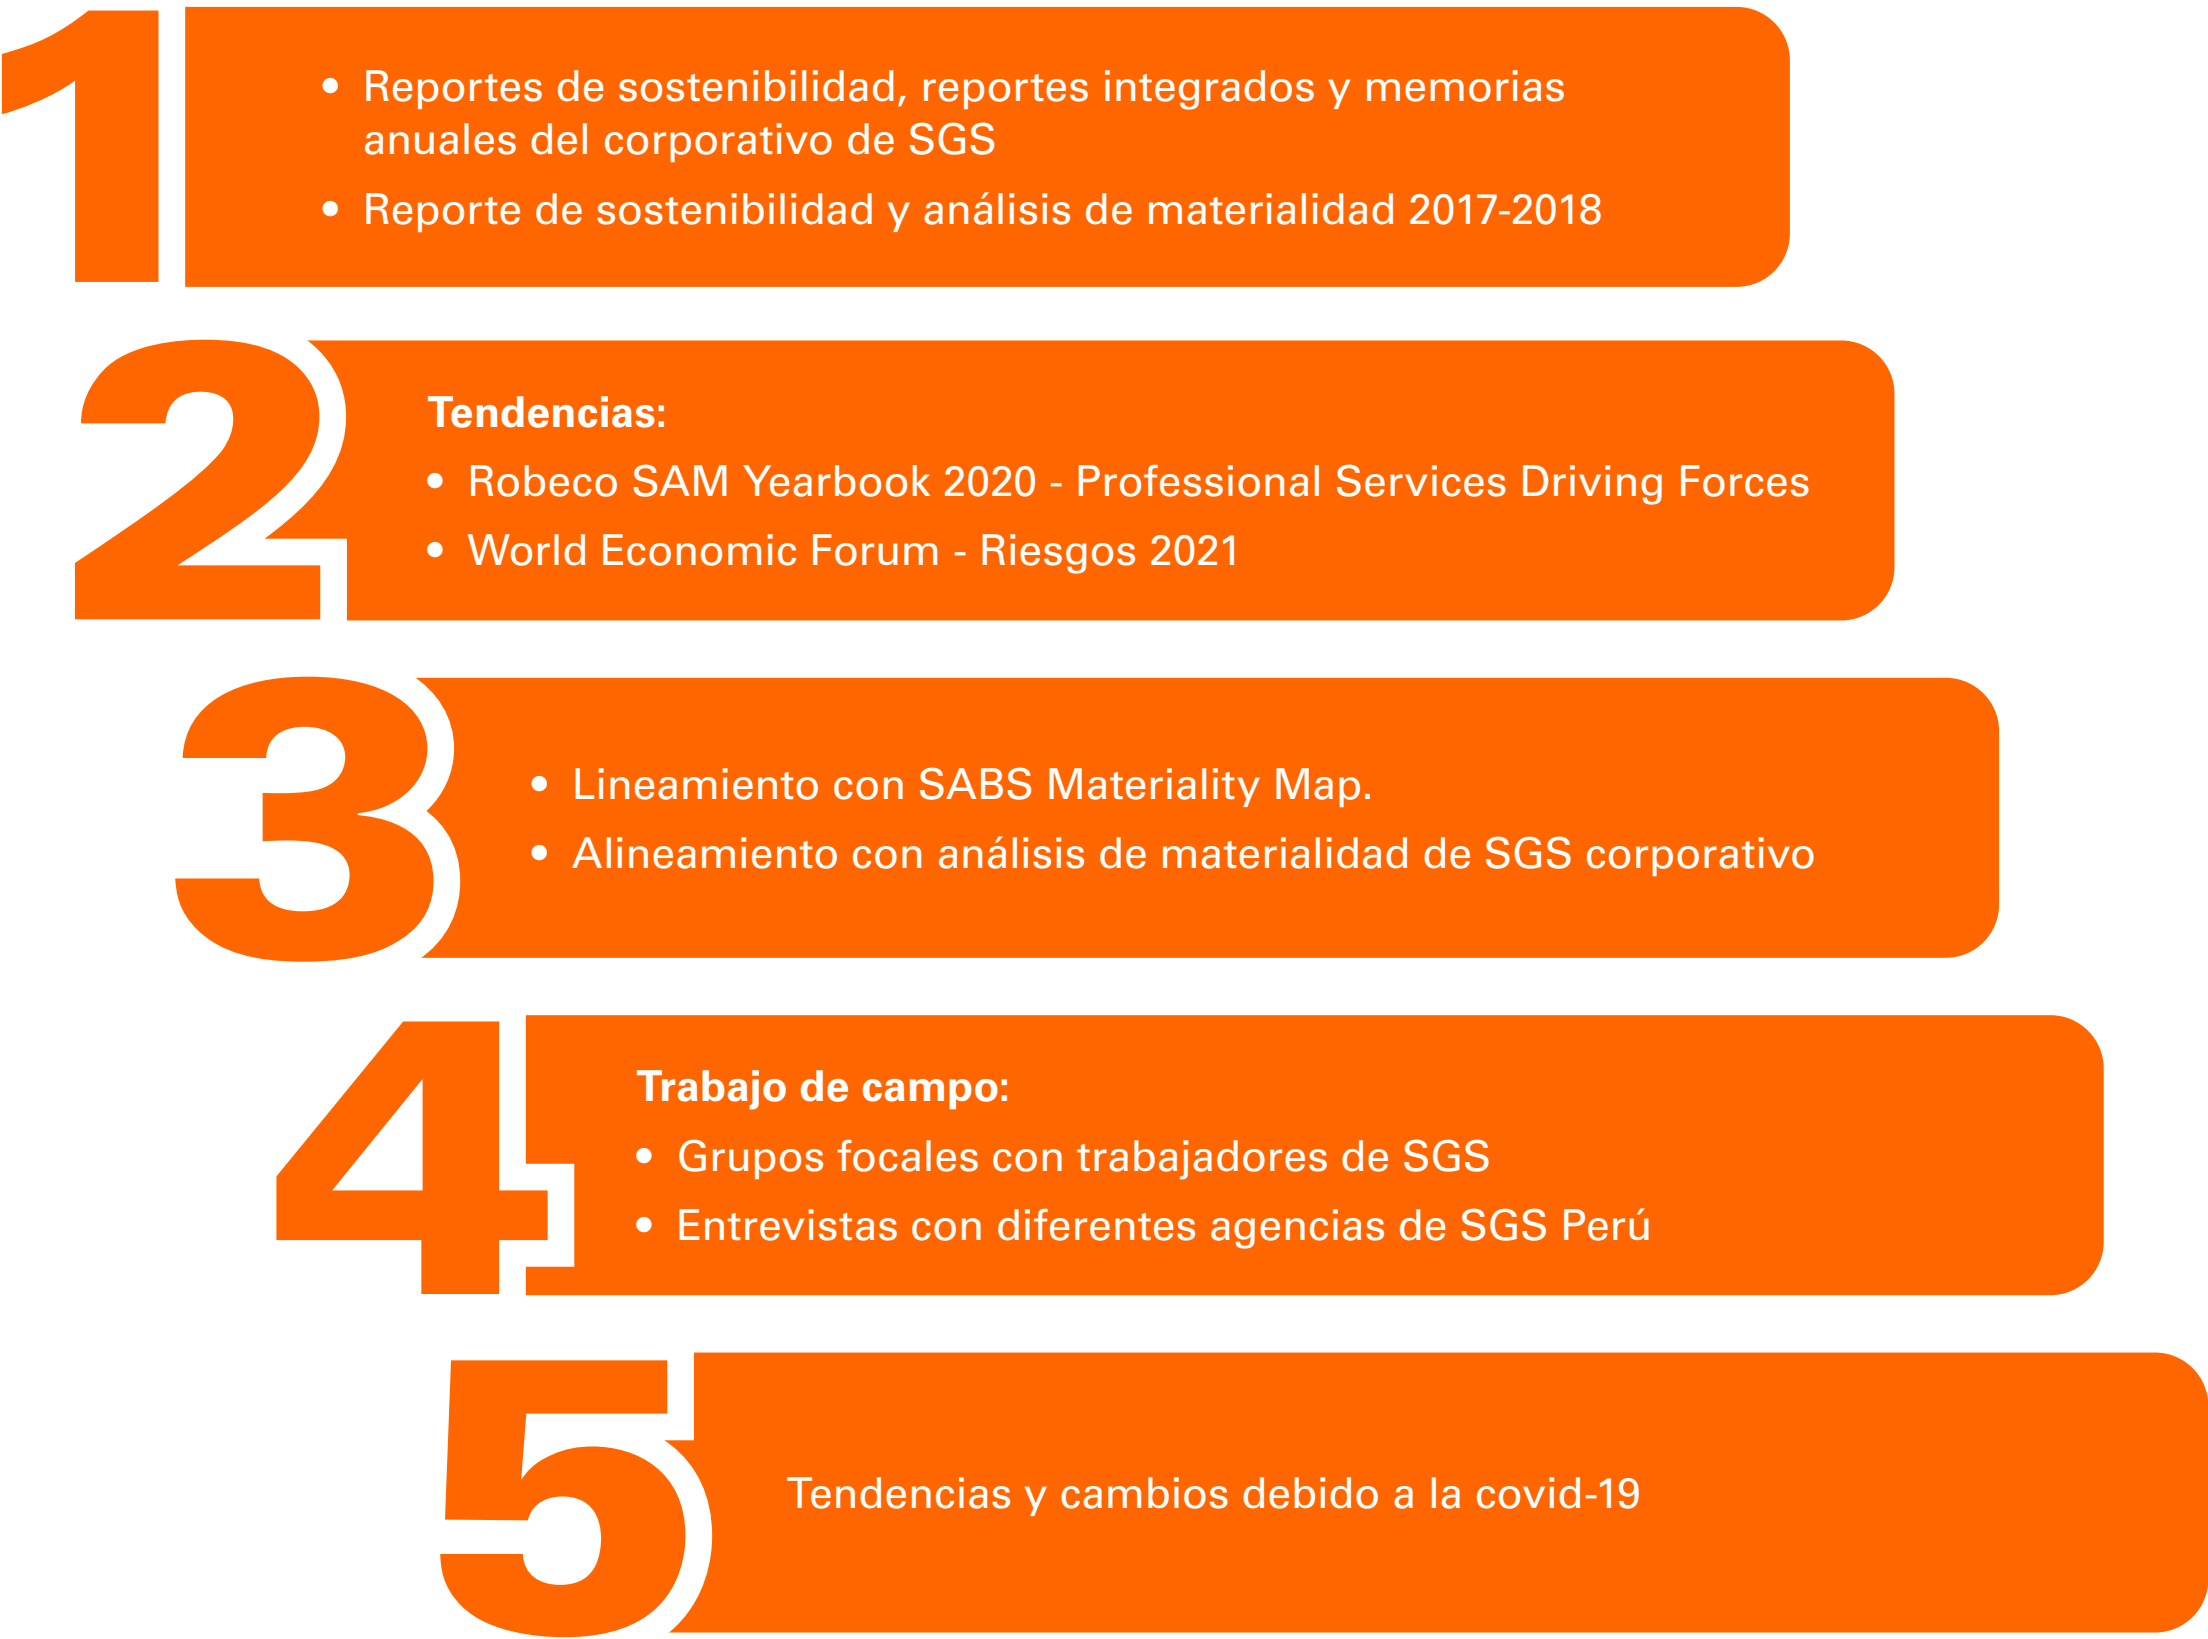 1
• Reportes de sostenibilidad, reportes integrados y memorias
anuales del corporativo de SGS
• Reporte de sostenibilidad y análisis de materialidad 2017-2018
2
Tendencias:
• Robeco SAM Yearbook 2020 - Professional Services Driving Forces
• World Economic Forum - Riesgos 2021
3
• Lineamiento con SABS Materiality Map.
• Alineamiento con análisis de materialidad de SGS corporativo
4
Trabajo de campo:
• Grupos focales con trabajadores de SGS
• Entrevistas con diferentes agencias de SGS Perú
5
Tendencias y cambios debido a la covid-19